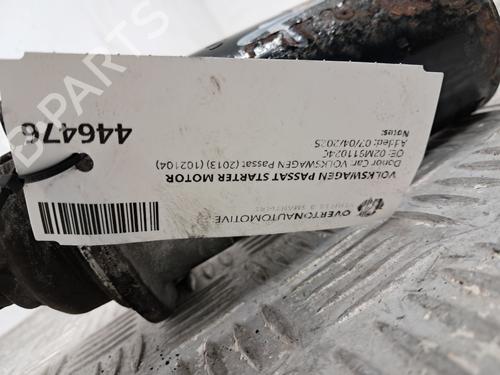 OVERTONAUTOMOTIVE
VOLKSWAGEN PASSAT STARTER MOTOR
Donor Car: VOLKSWAGEN Passat (2013) (102104)
OE: 02M911024C
Added: 07/04/2025
Notes:
446476